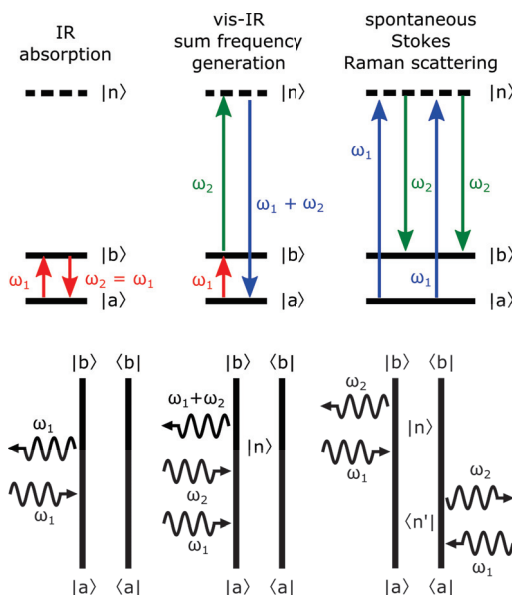 IR
absorption
vis-IR
sum frequency
generation
spontaneous
Stokes
Raman scattering
|n⟩
|n⟩
|n⟩
ω₁
ω₂
ω₁ + ω₂
ω₂
ω₂
|b⟩
|b⟩
|b⟩
ω₁
ω₂ = ω₁
ω₁
ω₁
|a⟩
|a⟩
|a⟩
|b⟩ ⟨b|
|b⟩ ⟨b|
|b⟩ ⟨b|
ω₁
ω₁
|a⟩ ⟨a|
ω₁+ω₂
|n⟩
ω₂
ω₁
|a⟩ ⟨a|
ω₂
|n⟩
ω₁
ω₂
⟨n'|
ω₁
|a⟩ ⟨a|